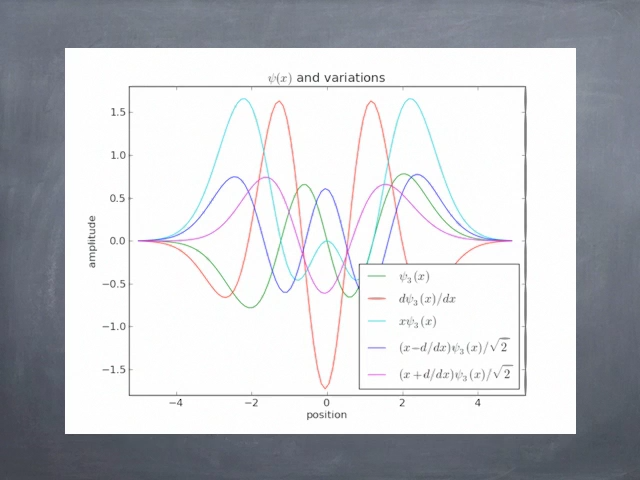 ψ(x) and variations
1.5
1.0
0.5
0.0
−0.5
−1.0
−1.5
amplitude
ψ₃(x)
dψ₃(x)/dx
xψ₃(x)
(x−d/dx)ψ₃(x)/√2
(x+d/dx)ψ₃(x)/√2
−4
−2
0
2
4
position